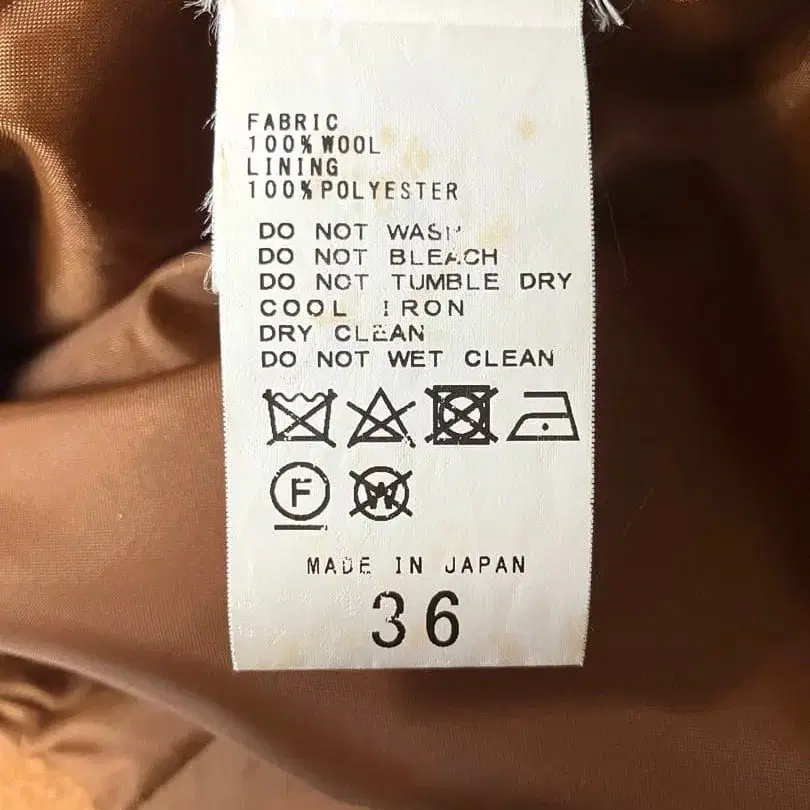 FABRIC
100% WOOL
LINING
100% POLYESTER
DO NOT WASH
DO NOT BLEACH
DO NOT TUMBLE DRY
COOL IRON
DRY CLEAN
DO NOT WET CLEAN
F W
MADE IN JAPAN
36